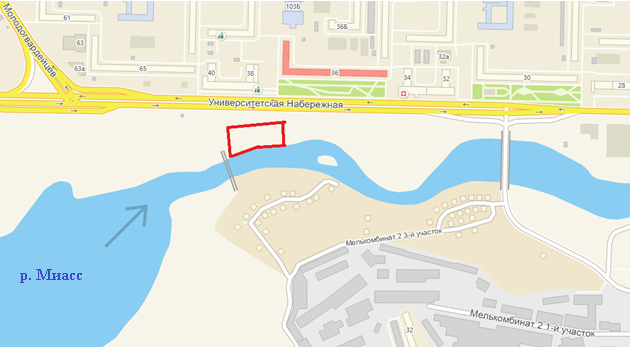 Молодогвардейцев
61
63
63а
65
40
38
103Б
36Б
36
34
32
32а
30
28
Университетская Набережная
р. Миасс
Мелькомбинат 2 3-й участок
Мелькомбинат 2 1-й участок
32